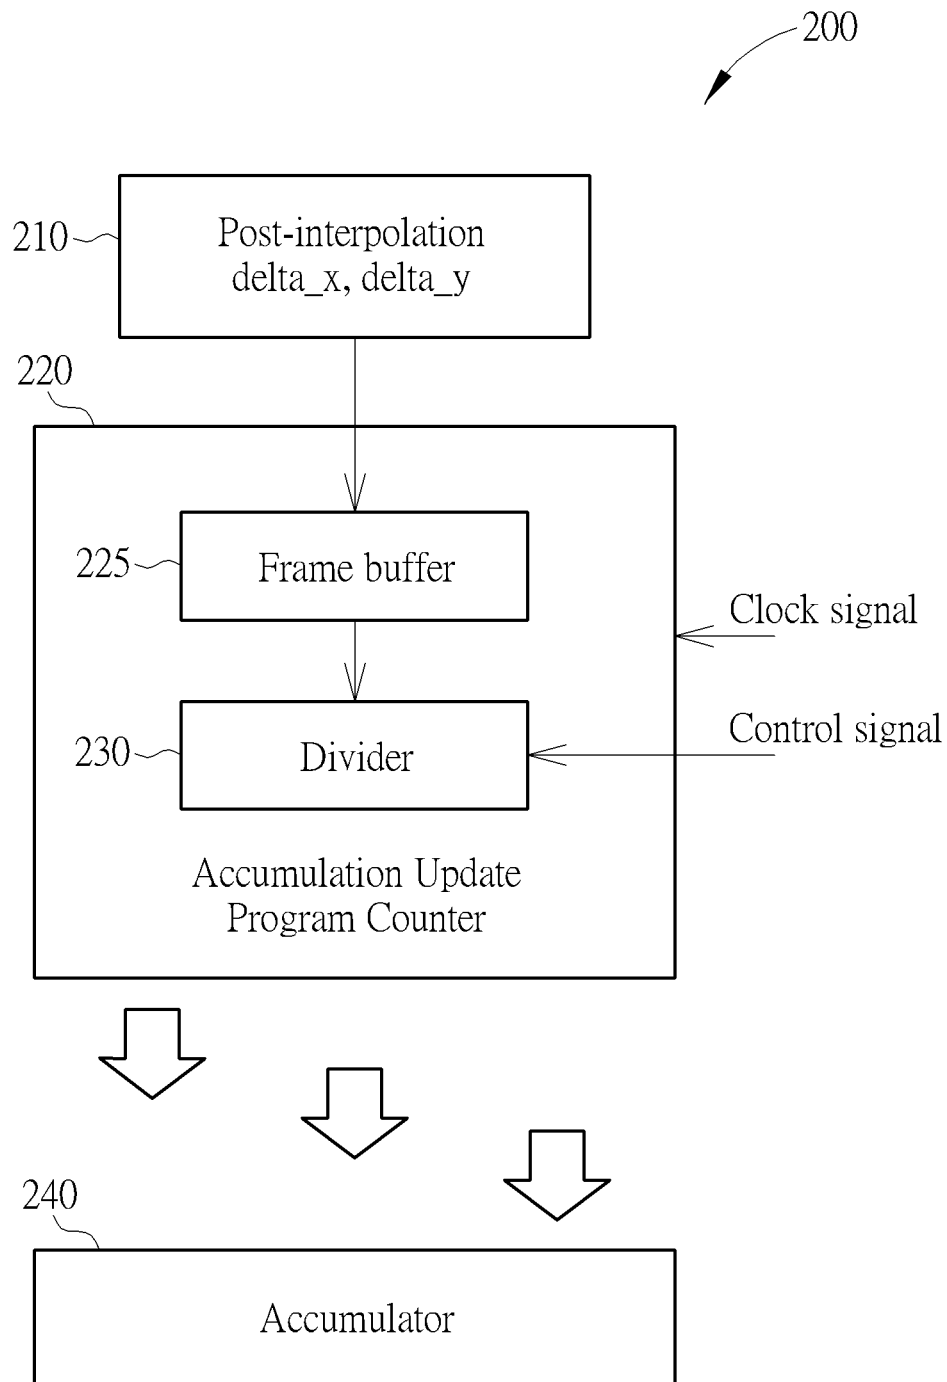 200
210
Post-interpolation
delta_x, delta_y
220
225
Frame buffer
Clock signal
230
Divider
Control signal
Accumulation Update
Program Counter
240
Accumulator